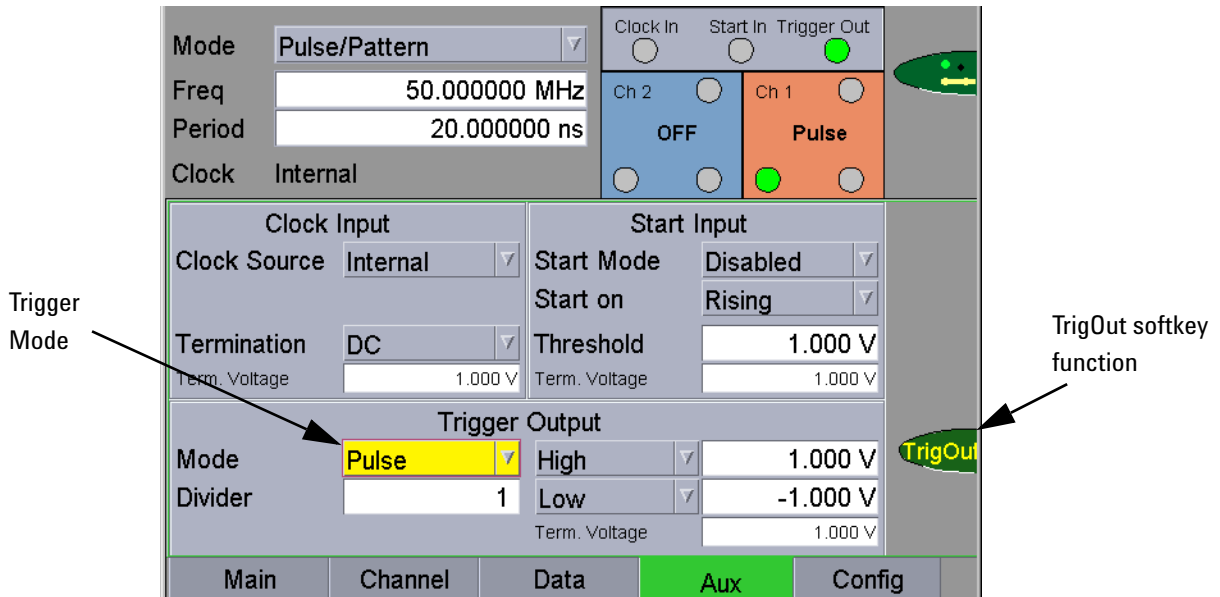 Mode Pulse/Pattern
Freq 50.000000 MHz
Period 20.000000 ns
Clock Internal
Clock In Start In Trigger Out
Ch 2 Ch 1
OFF Pulse
Clock Input
Clock Source Internal
Termination DC
Term. Voltage 1.000 V
Start Input
Start Mode Disabled
Start on Rising
Threshold 1.000 V
Term. Voltage 1.000 V
Trigger Output
Mode Pulse High 1.000 V
Divider 1 Low -1.000 V
Term. Voltage 1.000 V
TrigOut
Main Channel Data Aux Config
Trigger
Mode
TrigOut softkey
function